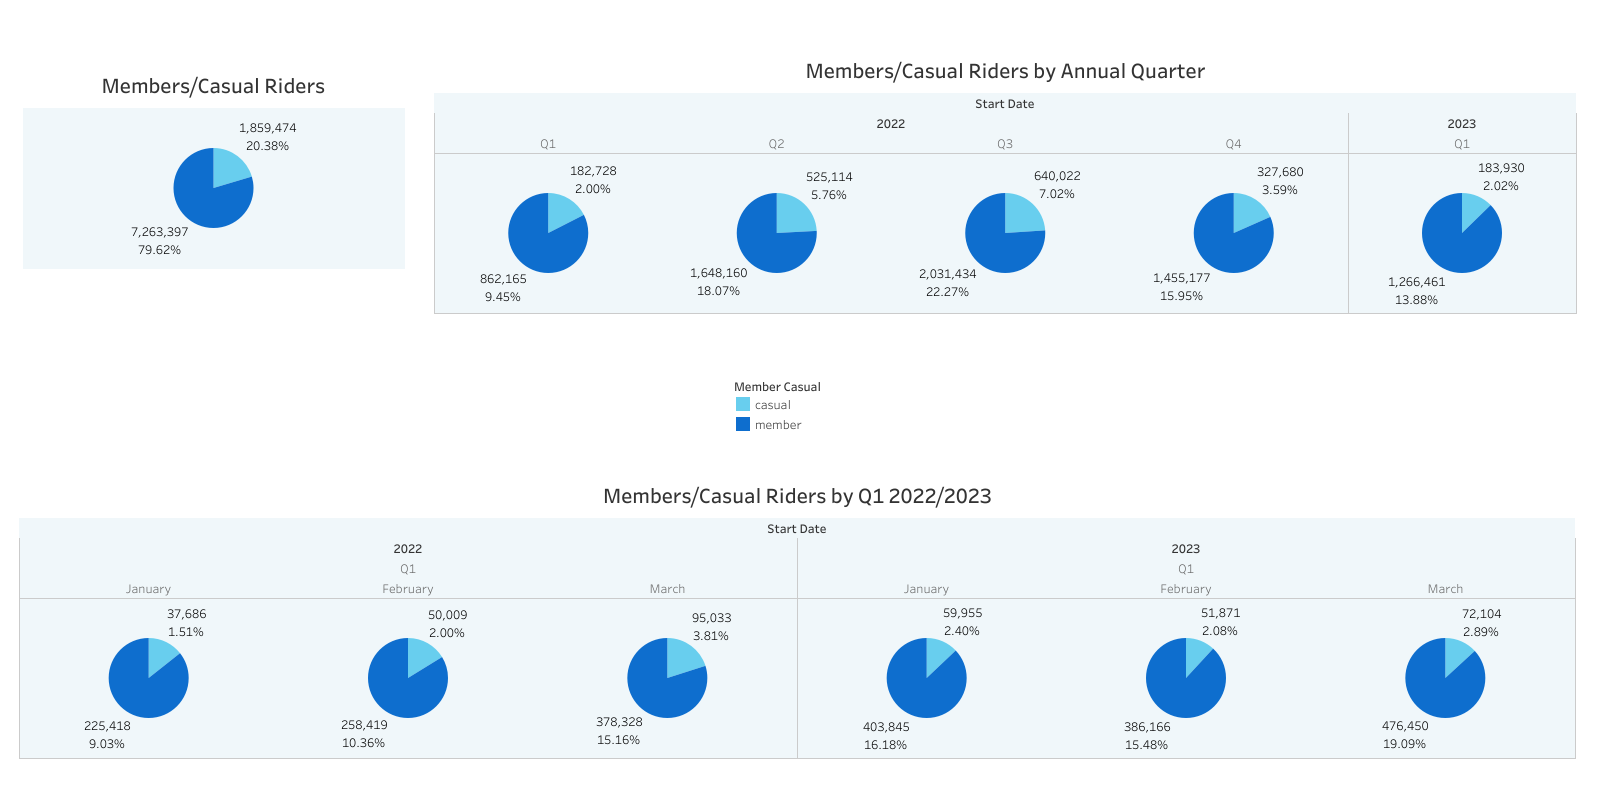 Members/Casual Riders
1,859,474
20.38%
7,263,397
79.62%
Members/Casual Riders by Annual Quarter
Start Date
2022
2023
Q1
Q2
Q3
Q4
Q1
182,728
2.00%
862,165
9.45%
525,114
5.76%
1,648,160
18.07%
640,022
7.02%
2,031,434
22.27%
327,680
3.59%
1,455,177
15.95%
183,930
2.02%
1,266,461
13.88%
Member Casual
casual
member
Members/Casual Riders by Q1 2022/2023
Start Date
2022
2023
Q1
Q1
January
February
March
January
February
March
37,686
1.51%
225,418
9.03%
50,009
2.00%
258,419
10.36%
95,033
3.81%
378,328
15.16%
59,955
2.40%
403,845
16.18%
51,871
2.08%
386,166
15.48%
72,104
2.89%
476,450
19.09%